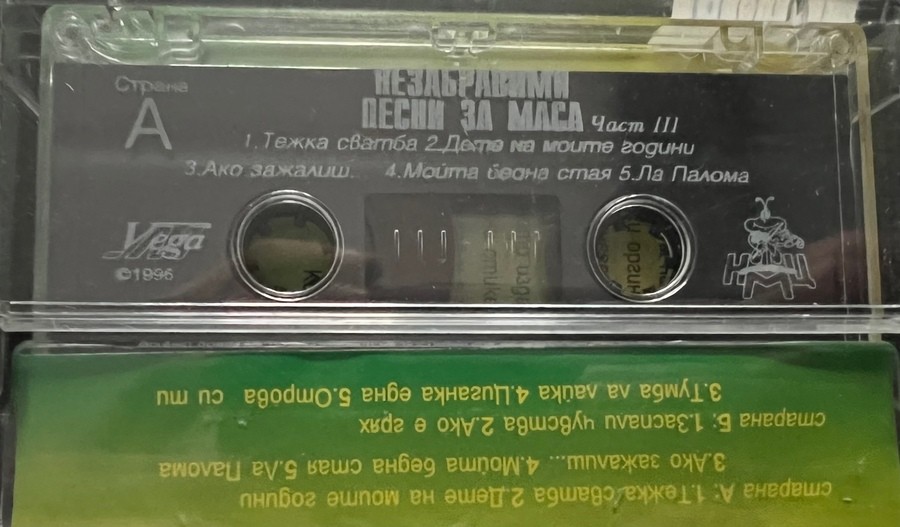 Страна
A
НЕЗАБРАВИМИ
ПЕСНИ ЗА МАСА Част III
1.Тежка сватба 2.Дете на моите години
3.Ако зажалиш... 4.Мойта бедна стая 5.Ла Палома
Vega
©1996
старана А: 1.Тежка сватба 2.Дете на моите години
3.Ако зажалиш... 4.Мойта бедна стая 5.Ла Палома
старана Б: 1.Заспали чувства 2.Ако е грях
3.Тумба ла лайка 4.Циганка една 5.Отрова си ти